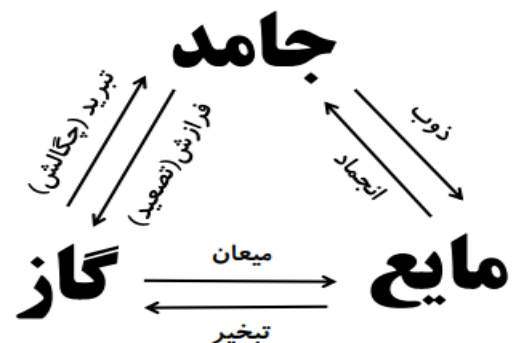 جامد
تبرید (چگالش)
فرازش(تصعید)
ذوب
انجماد
میعان
گاز
مایع
تبخیر